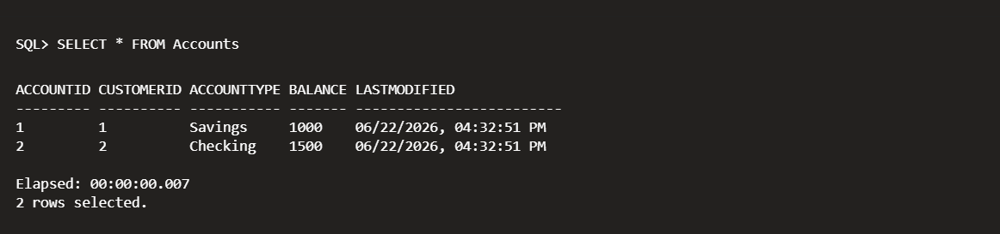 SQL> SELECT * FROM Accounts
ACCOUNTID CUSTOMERID ACCOUNTTYPE BALANCE LASTMODIFIED
--------- ---------- ----------- ------- -------------------------
1         1          Savings     1000    06/22/2026, 04:32:51 PM
2         2          Checking    1500    06/22/2026, 04:32:51 PM
Elapsed: 00:00:00.007
2 rows selected.